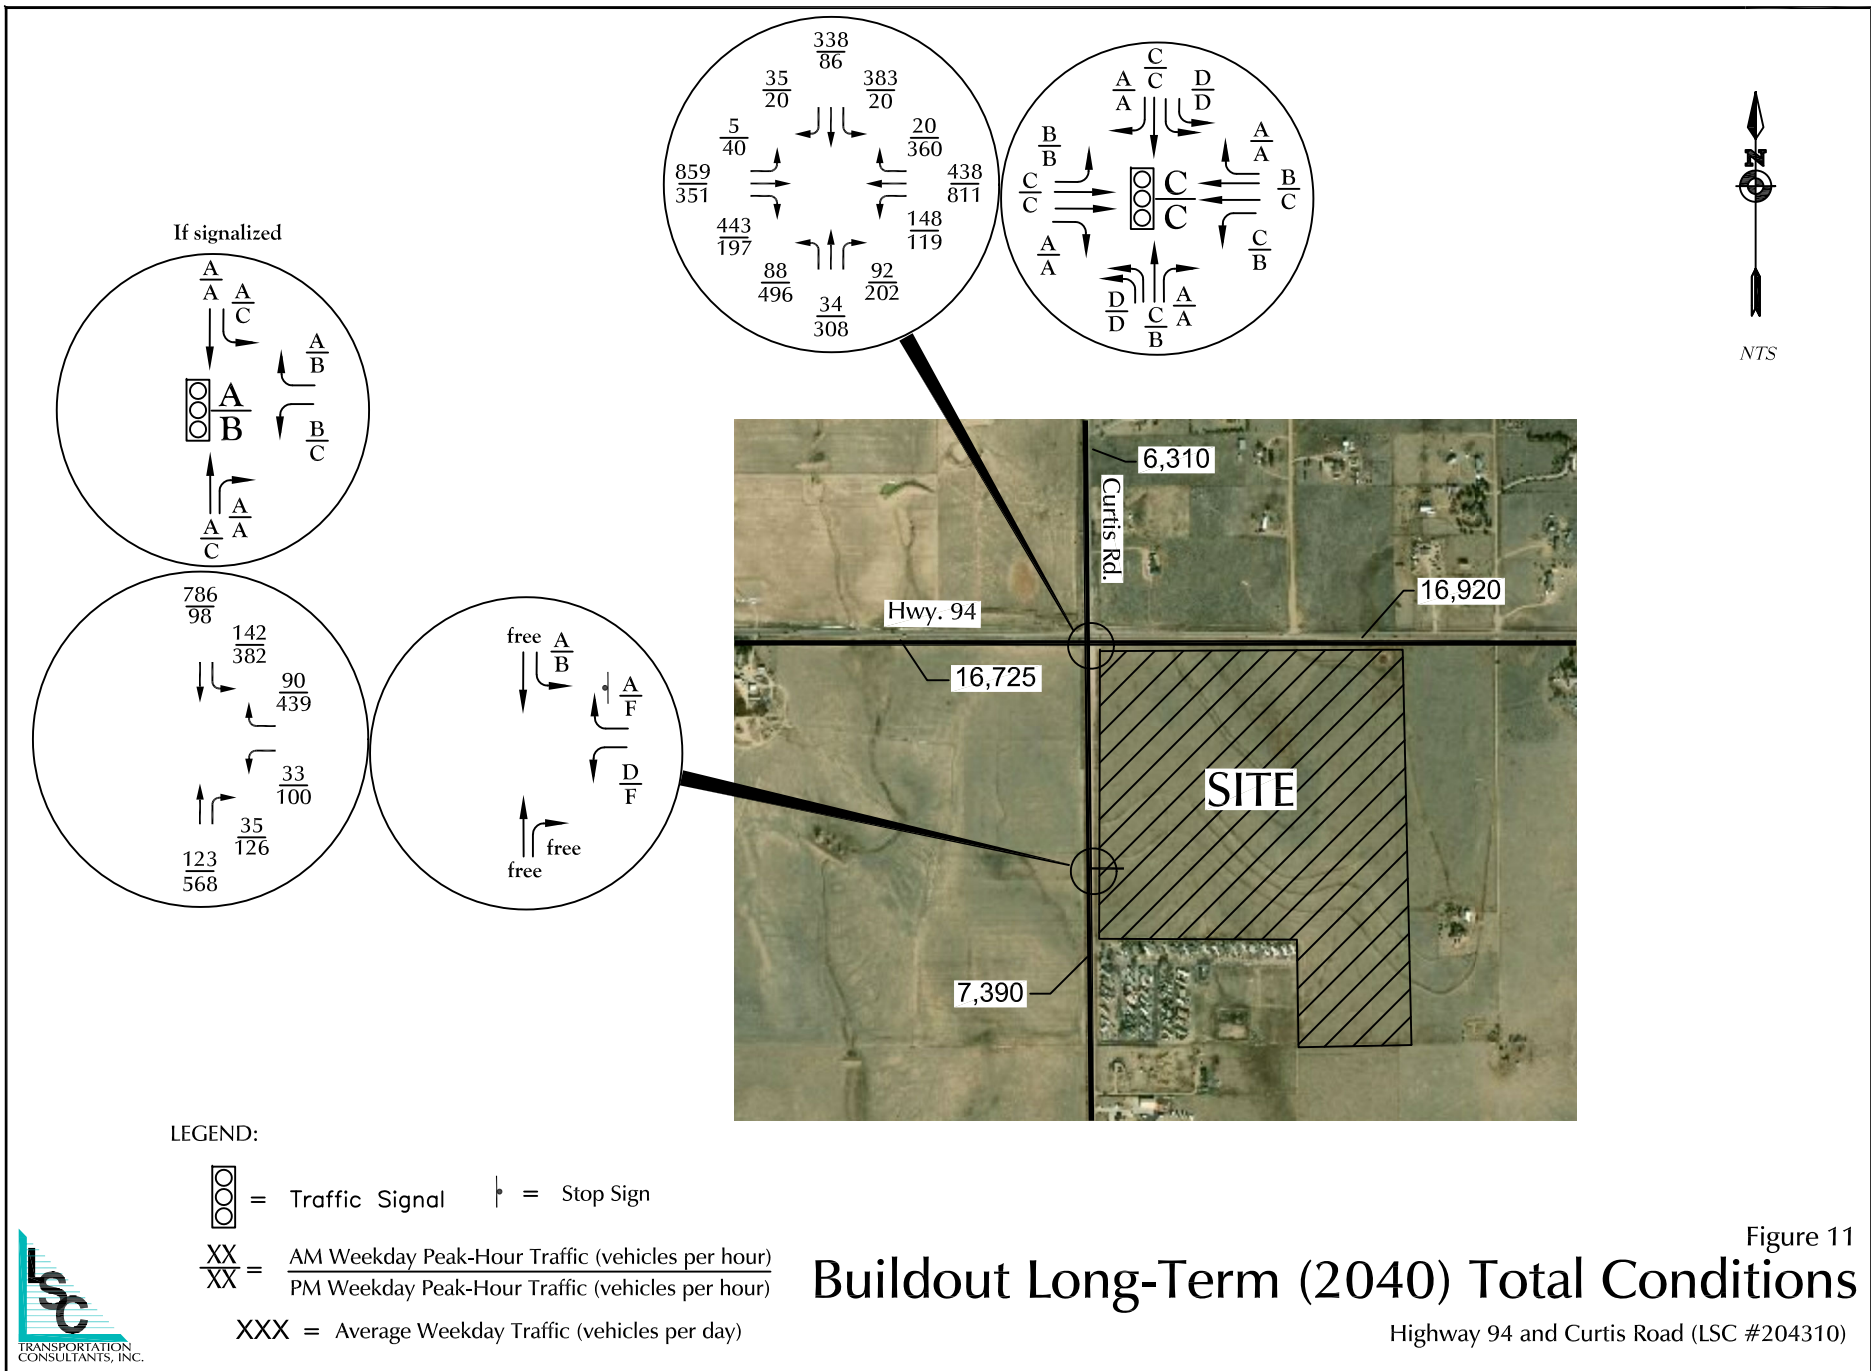 338
86
35
20
383
20
5
40
20
360
859
351
438
811
443
197
148
119
88
496
92
202
34
308
C
C
A
A
D
D
B
B
A
A
C
C
C
C
B
C
A
A
C
B
D
D
C
B
A
A
N
NTS
If signalized
A
A
A
C
A
B
A
B
B
C
A
A
A
C
786
98
142
382
90
439
33
100
35
126
123
568
free
A
B
A
F
D
F
free
free
6,310
Curtis Rd.
Hwy. 94
16,920
16,725
SITE
7,390
LEGEND:
= Traffic Signal
= Stop Sign
XX
XX
=
AM Weekday Peak-Hour Traffic (vehicles per hour)
PM Weekday Peak-Hour Traffic (vehicles per hour)
XXX = Average Weekday Traffic (vehicles per day)
LSC
TRANSPORTATION
CONSULTANTS, INC.
Figure 11
Buildout Long-Term (2040) Total Conditions
Highway 94 and Curtis Road (LSC #204310)